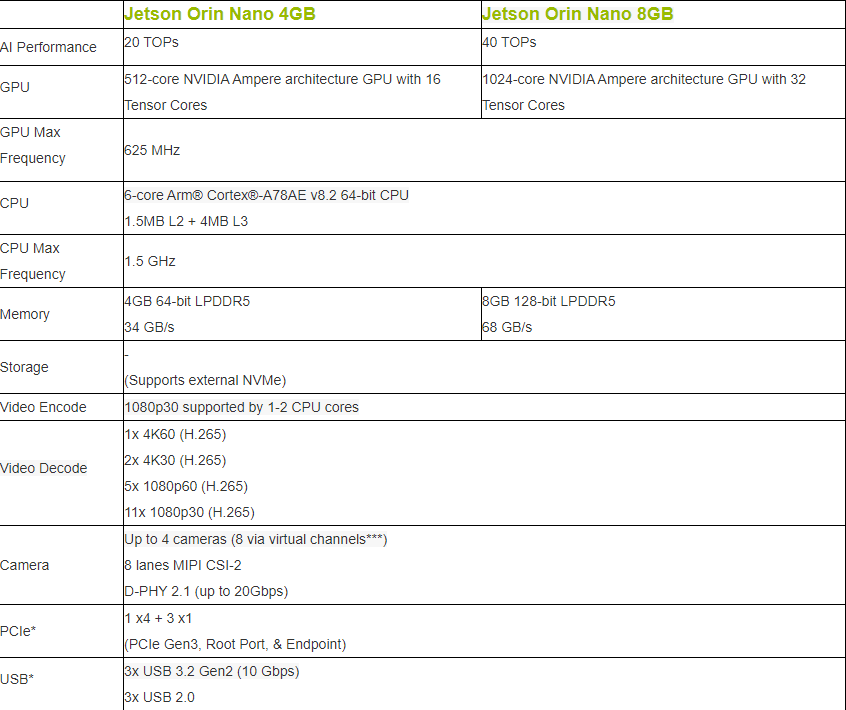 Jetson Orin Nano 4GB
Jetson Orin Nano 8GB
AI Performance
20 TOPs
40 TOPs
GPU
512-core NVIDIA Ampere architecture GPU with 16
Tensor Cores
1024-core NVIDIA Ampere architecture GPU with 32
Tensor Cores
GPU Max
Frequency
625 MHz
CPU
6-core Arm® Cortex®-A78AE v8.2 64-bit CPU
1.5MB L2 + 4MB L3
CPU Max
Frequency
1.5 GHz
Memory
4GB 64-bit LPDDR5
34 GB/s
8GB 128-bit LPDDR5
68 GB/s
Storage
-
(Supports external NVMe)
Video Encode
1080p30 supported by 1-2 CPU cores
Video Decode
1x 4K60 (H.265)
2x 4K30 (H.265)
5x 1080p60 (H.265)
11x 1080p30 (H.265)
Camera
Up to 4 cameras (8 via virtual channels***)
8 lanes MIPI CSI-2
D-PHY 2.1 (up to 20Gbps)
PCIe*
1 x4 + 3 x1
(PCIe Gen3, Root Port, & Endpoint)
USB*
3x USB 3.2 Gen2 (10 Gbps)
3x USB 2.0